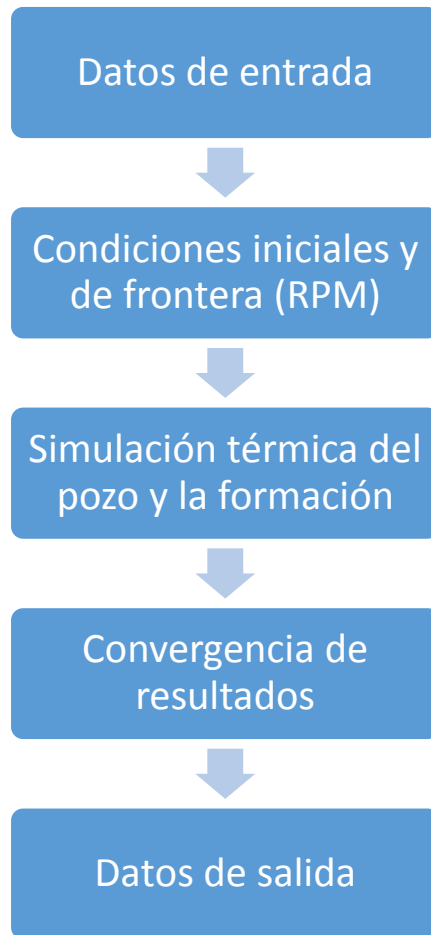 Datos de entrada
Condiciones iniciales y
de frontera (RPM)
Simulación térmica del
pozo y la formación
Convergencia de
resultados
Datos de salida